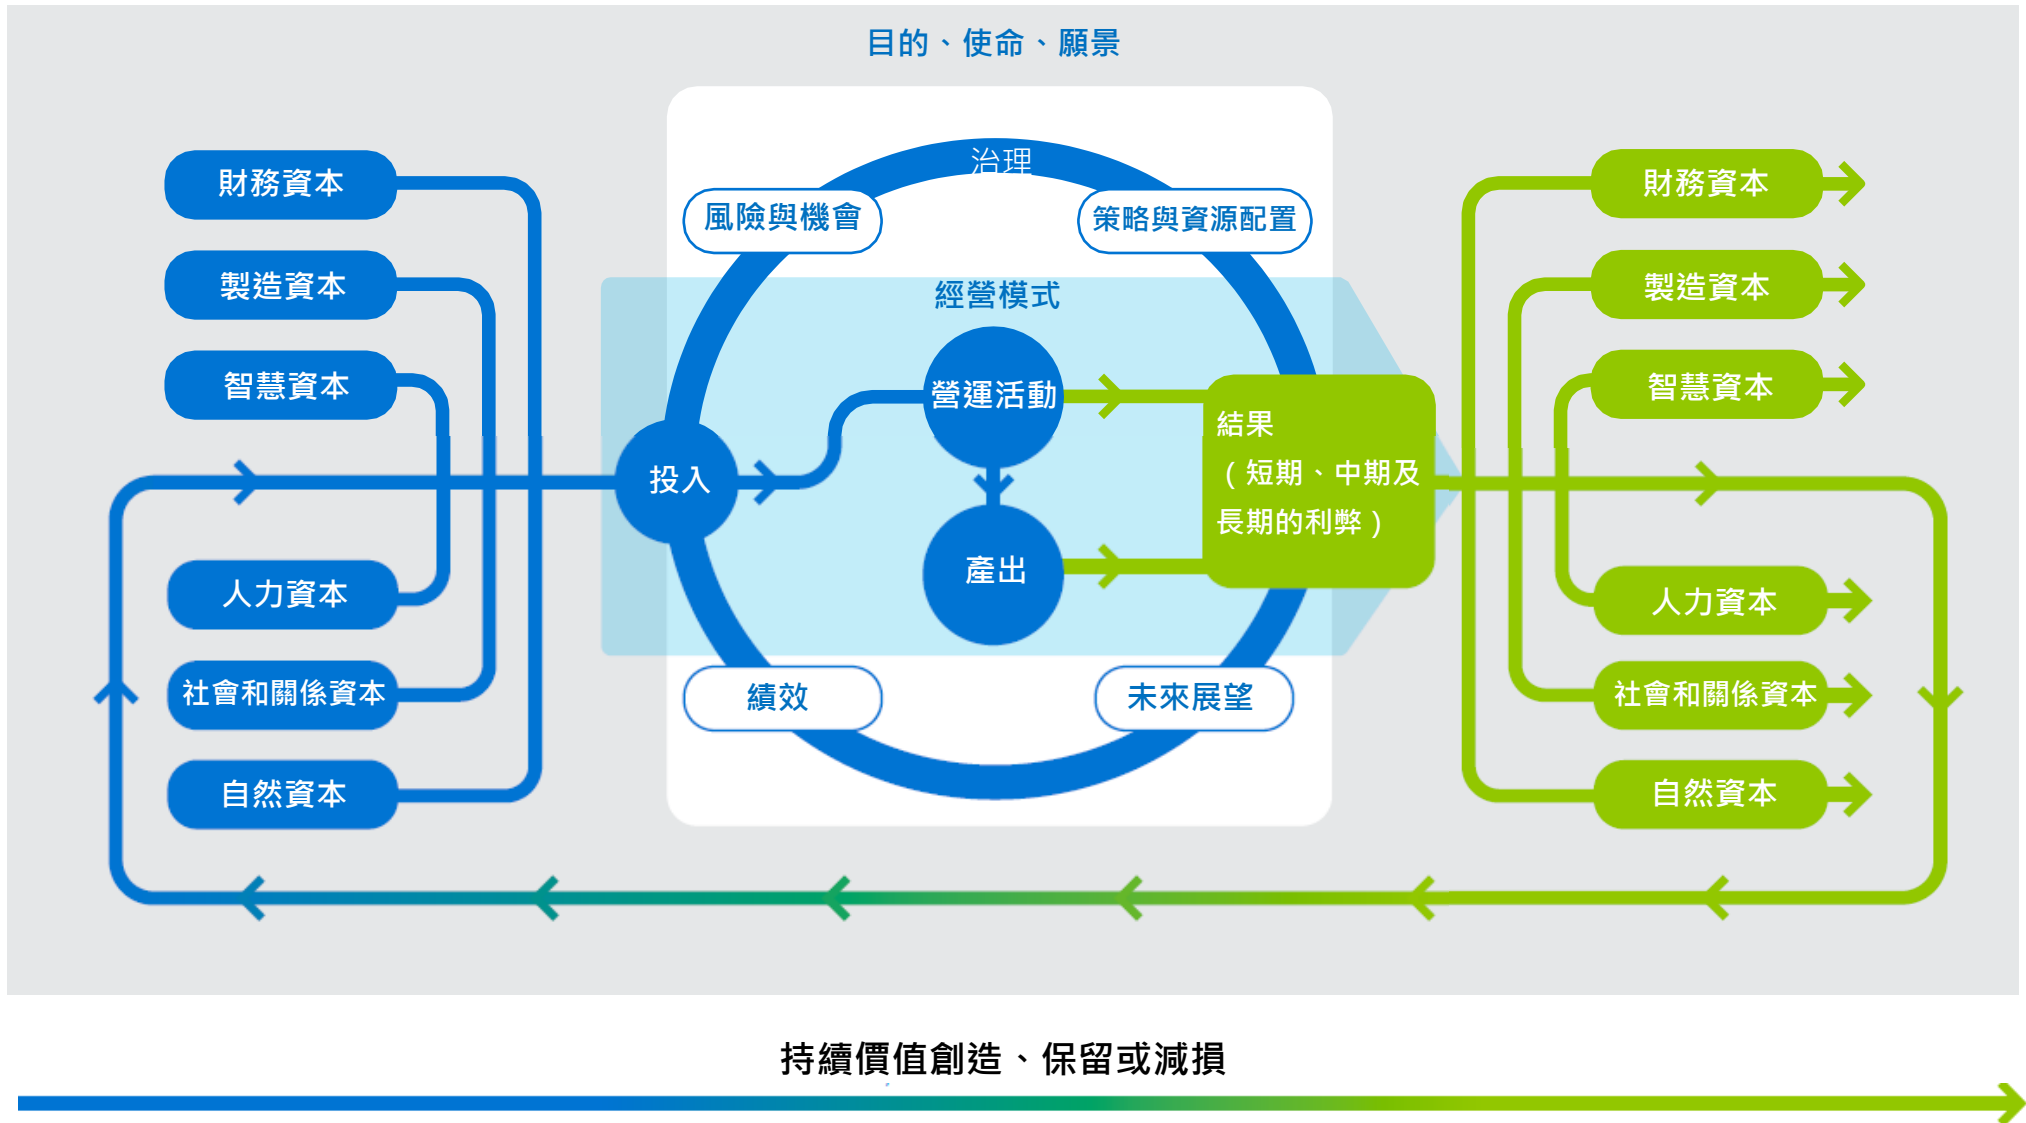 目的、使命、願景
治理
風險與機會
策略與資源配置
經營模式
財務資本
製造資本
智慧資本
人力資本
社會和關係資本
自然資本
投入
營運活動
產出
結果
（短期、中期及
長期的利弊）
績效
未來展望
財務資本
製造資本
智慧資本
人力資本
社會和關係資本
自然資本
持續價值創造、保留或減損